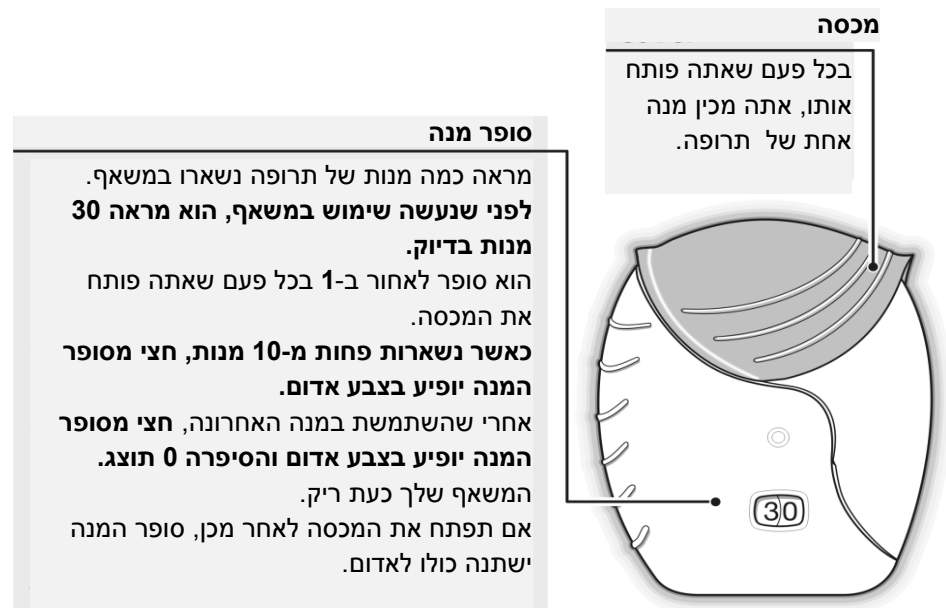 מכסה
בכל פעם שאתה פותח
אותו, אתה מכין מנה
אחת של תרופה.
סופר מנה
מראה כמה מנות של תרופה נשארו במשאף.
לפני שנעשה שימוש במשאף, הוא מראה 30
מנות בדיוק.
הוא סופר לאחור ב-1 בכל פעם שאתה פותח
את המכסה.
כאשר נשארות פחות מ-10 מנות, חצי מסופר
המנה יופיע בצבע אדום.
אחרי שהשתמשת במנה האחרונה, חצי מסופר
המנה יופיע בצבע אדום והסיפרה 0 תוצג.
המשאף שלך כעת ריק.
אם תפתח את המכסה לאחר מכן, סופר המנה
ישתנה כולו לאדום.
30